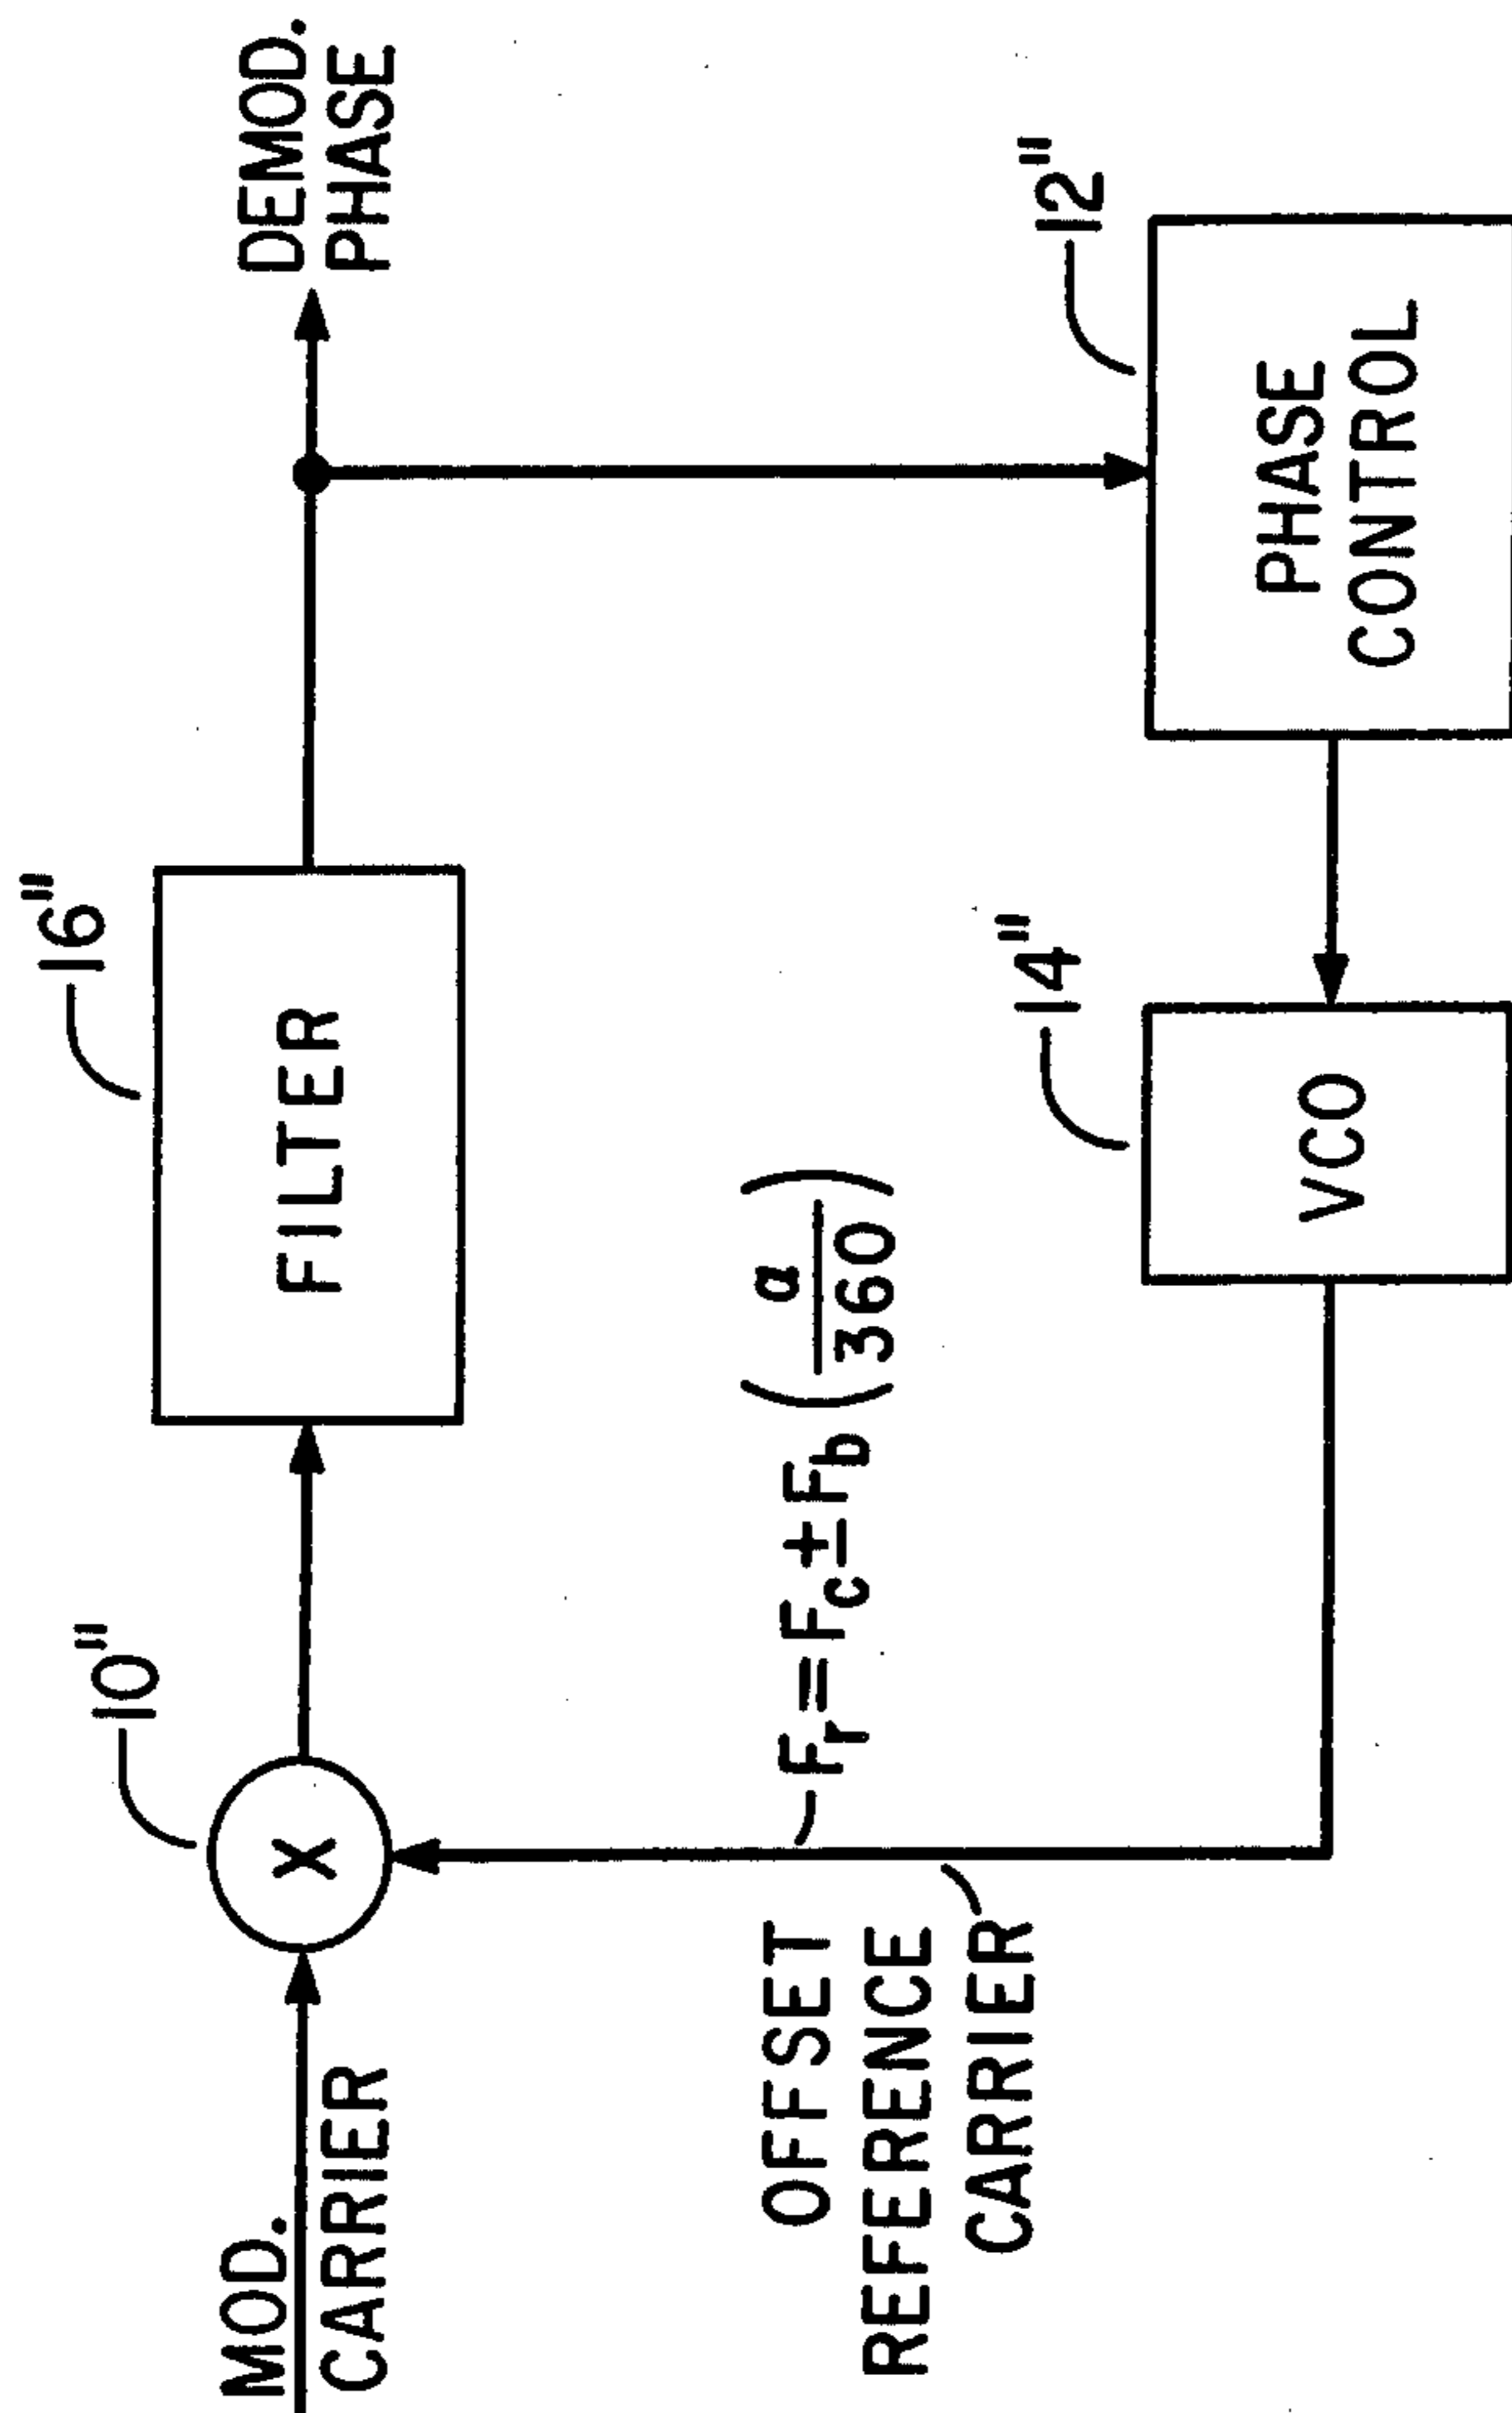 MOD.
CARRIER
10"
X
16"
FILTER
DEMOD.
PHASE
OFFSET
REFERENCE
CARRIER
F_r = F_c ± F_b (α/360)
14"
VCO
12"
PHASE
CONTROL